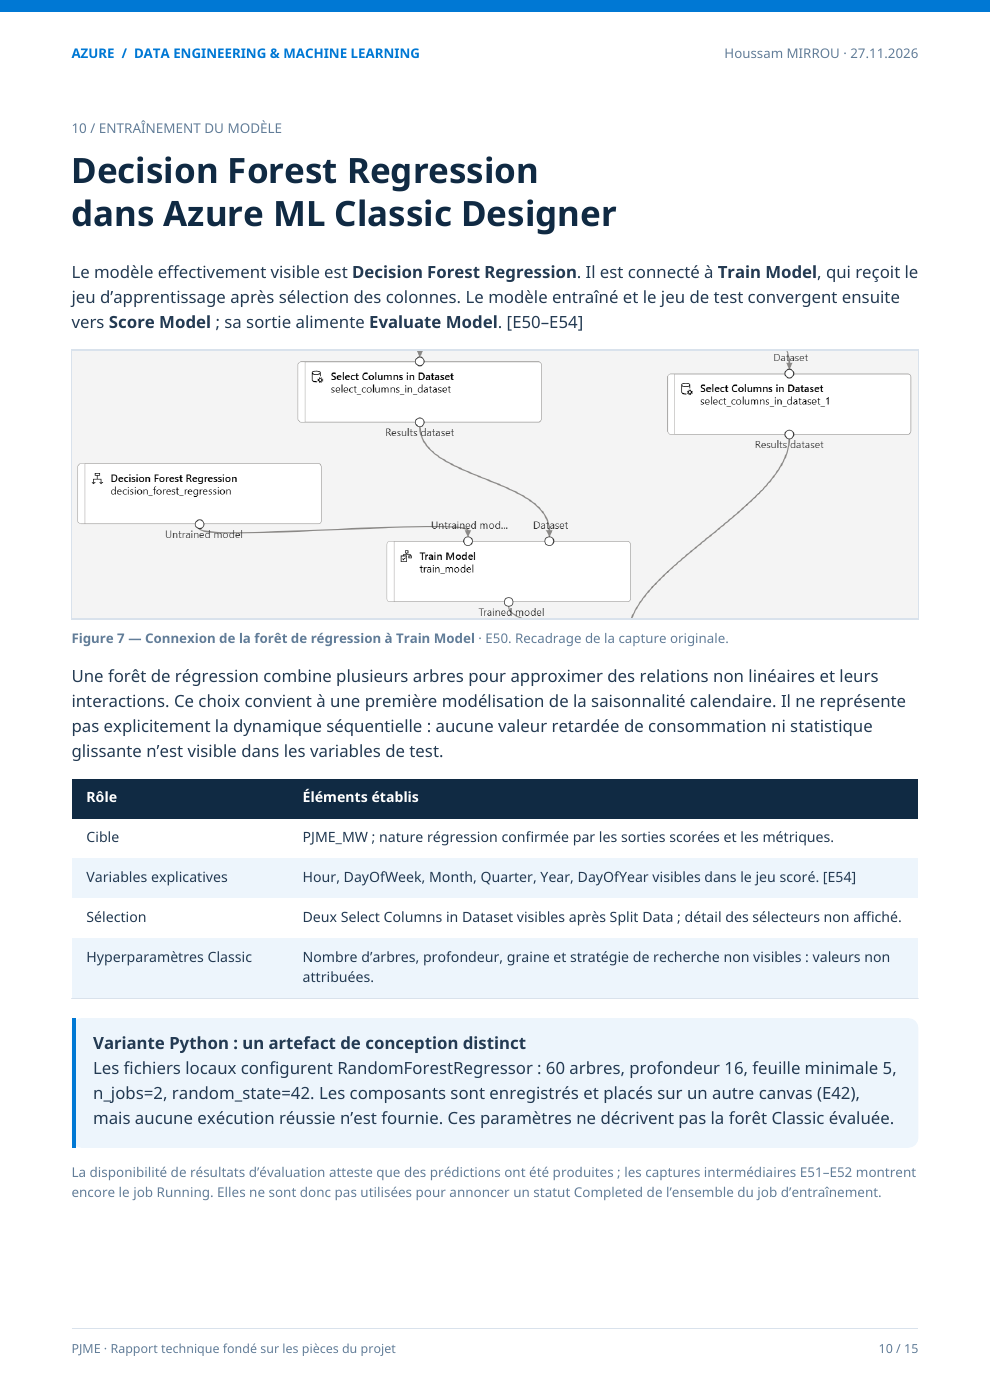 AZURE / DATA ENGINEERING & MACHINE LEARNING
Houssam MIRROU · 27.11.2026
10 / ENTRAÎNEMENT DU MODÈLE
Decision Forest Regression
dans Azure ML Classic Designer
Le modèle effectivement visible est Decision Forest Regression. Il est connecté à Train Model, qui reçoit le
jeu d’apprentissage après sélection des colonnes. Le modèle entraîné et le jeu de test convergent ensuite
vers Score Model ; sa sortie alimente Evaluate Model. [E50–E54]
Dataset
Select Columns in Dataset
select_columns_in_dataset
Select Columns in Dataset
select_columns_in_dataset_1
Results dataset
Results dataset
Decision Forest Regression
decision_forest_regression
Untrained model
Untrained mod...
Dataset
Train Model
train_model
Trained model
Figure 7 — Connexion de la forêt de régression à Train Model · E50. Recadrage de la capture originale.
Une forêt de régression combine plusieurs arbres pour approximer des relations non linéaires et leurs
interactions. Ce choix convient à une première modélisation de la saisonnalité calendaire. Il ne représente
pas explicitement la dynamique séquentielle : aucune valeur retardée de consommation ni statistique
glissante n’est visible dans les variables de test.
Rôle
Éléments établis
Cible
PJME_MW ; nature régression confirmée par les sorties scorées et les métriques.
Variables explicatives
Hour, DayOfWeek, Month, Quarter, Year, DayOfYear visibles dans le jeu scoré. [E54]
Sélection
Deux Select Columns in Dataset visibles après Split Data ; détail des sélecteurs non affiché.
Hyperparamètres Classic
Nombre d’arbres, profondeur, graine et stratégie de recherche non visibles : valeurs non
attribuées.
Variante Python : un artefact de conception distinct
Les fichiers locaux configurent RandomForestRegressor : 60 arbres, profondeur 16, feuille minimale 5,
n_jobs=2, random_state=42. Les composants sont enregistrés et placés sur un autre canvas (E42),
mais aucune exécution réussie n’est fournie. Ces paramètres ne décrivent pas la forêt Classic évaluée.
La disponibilité de résultats d’évaluation atteste que des prédictions ont été produites ; les captures intermédiaires E51–E52 montrent
encore le job Running. Elles ne sont donc pas utilisées pour annoncer un statut Completed de l’ensemble du job d’entraînement.
PJME · Rapport technique fondé sur les pièces du projet
10 / 15